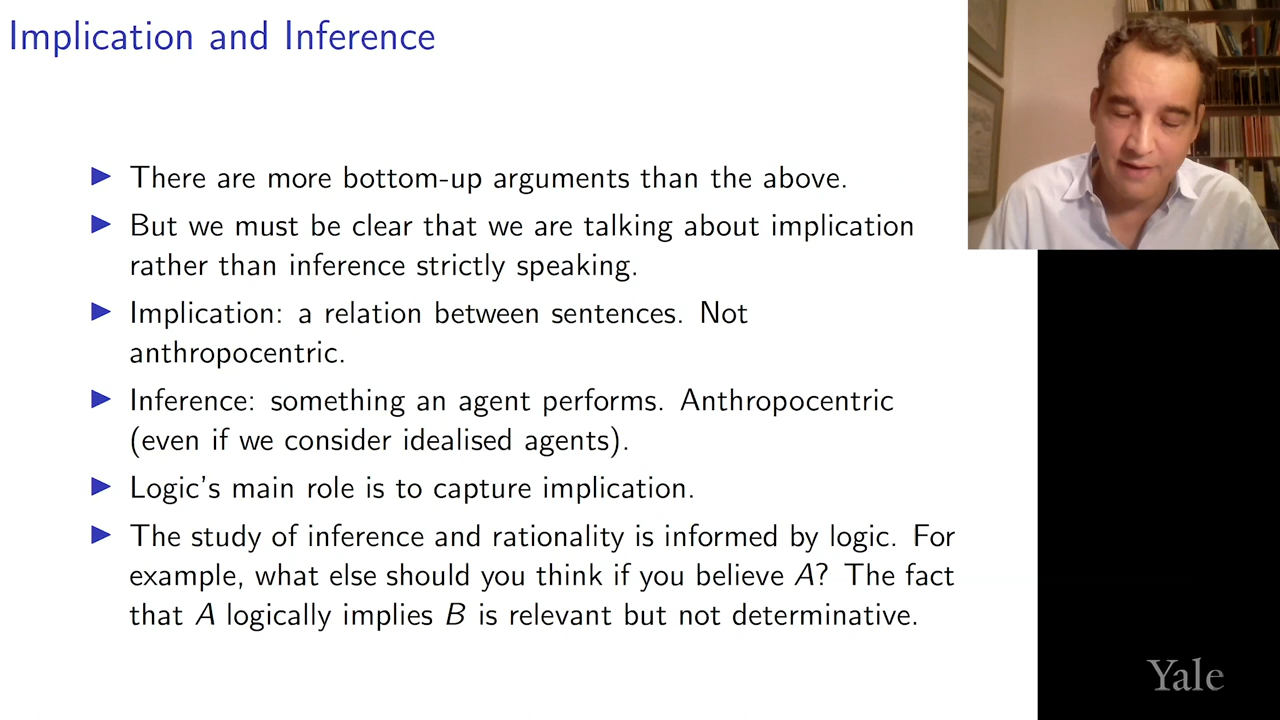 Implication and Inference
▶ There are more bottom-up arguments than the above.
▶ But we must be clear that we are talking about implication
rather than inference strictly speaking.
▶ Implication: a relation between sentences. Not
anthropocentric.
▶ Inference: something an agent performs. Anthropocentric
(even if we consider idealised agents).
▶ Logic's main role is to capture implication.
▶ The study of inference and rationality is informed by logic. For
example, what else should you think if you believe A? The fact
that A logically implies B is relevant but not determinative.
Yale